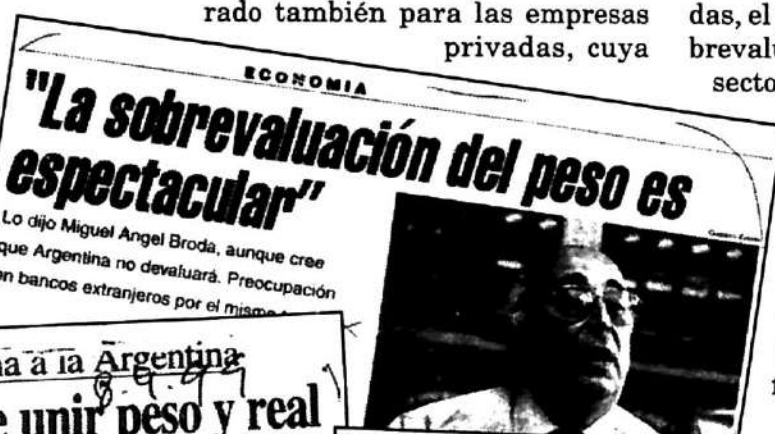 rado también para las empresas
privadas, cuya
das, el
breval
secto
ECONOMIA
"La sobrevaluación del peso es
espectacular"
Lo dijo Miguel Angel Broda, aunque cree
que Argentina no devaluará. Preocupación
en bancos extranjeros por el mismo
a a la Argentina
unir peso y real